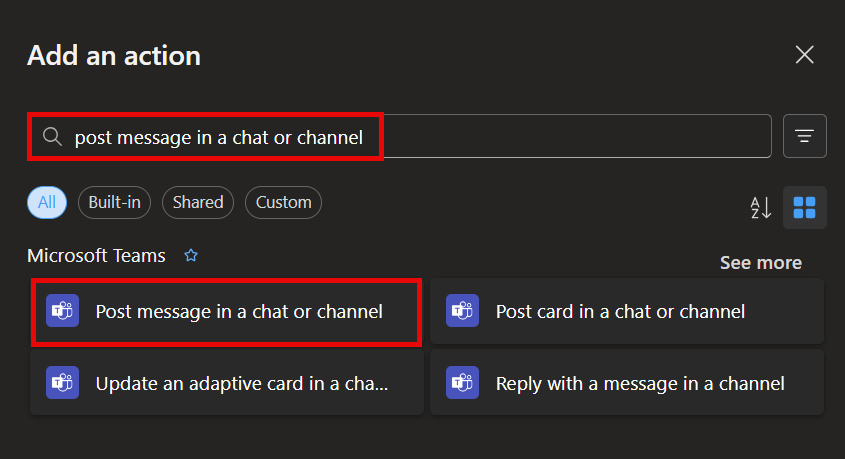 Add an action
post message in a chat or channel
All Built-in Shared Custom
A
Z
Microsoft Teams
See more
Post message in a chat or channel
Post card in a chat or channel
Update an adaptive card in a cha...
Reply with a message in a channel